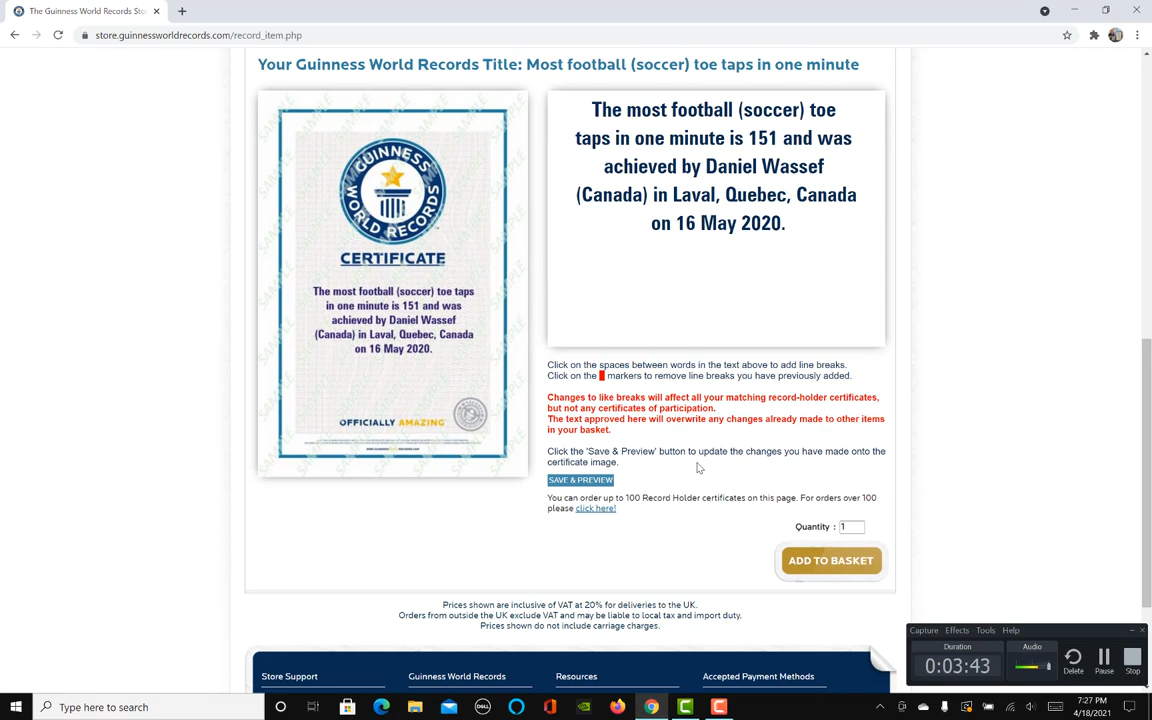 The Guinness World Records Sto
store.guinnessworldrecords.com/record_item.php
Your Guinness World Records Title: Most football (soccer) toe taps in one minute
SAMPLE
GUINNESS
WORLD RECORDS
CERTIFICATE
The most football (soccer) toe taps
in one minute is 151 and was
achieved by Daniel Wassef
(Canada) in Laval, Quebec, Canada
on 16 May 2020.
OFFICIALLY AMAZING
The most football (soccer) toe
taps in one minute is 151 and was
achieved by Daniel Wassef
(Canada) in Laval, Quebec, Canada
on 16 May 2020.
Click on the spaces between words in the text above to add line breaks.
Click on the markers to remove line breaks you have previously added.
Changes to like breaks will affect all your matching record-holder certificates,
but not any certificates of participation.
The text approved here will overwrite any changes already made to other items
in your basket.
Click the 'Save & Preview' button to update the changes you have made onto the
certificate image.
SAVE & PREVIEW
You can order up to 100 Record Holder certificates on this page. For orders over 100
please click here!
Quantity : 1
ADD TO BASKET
Prices shown are inclusive of VAT at 20% for deliveries to the UK.
Orders from outside the UK exclude VAT and may be liable to local tax and import duty.
Prices shown do not include carriage charges.
Store Support
Guinness World Records
Resources
Accepted Payment Methods
Capture Effects Tools Help
Duration
0:03:43
Audio
Delete
Pause
Stop
Type here to search
DELL
7:27 PM
4/18/2021